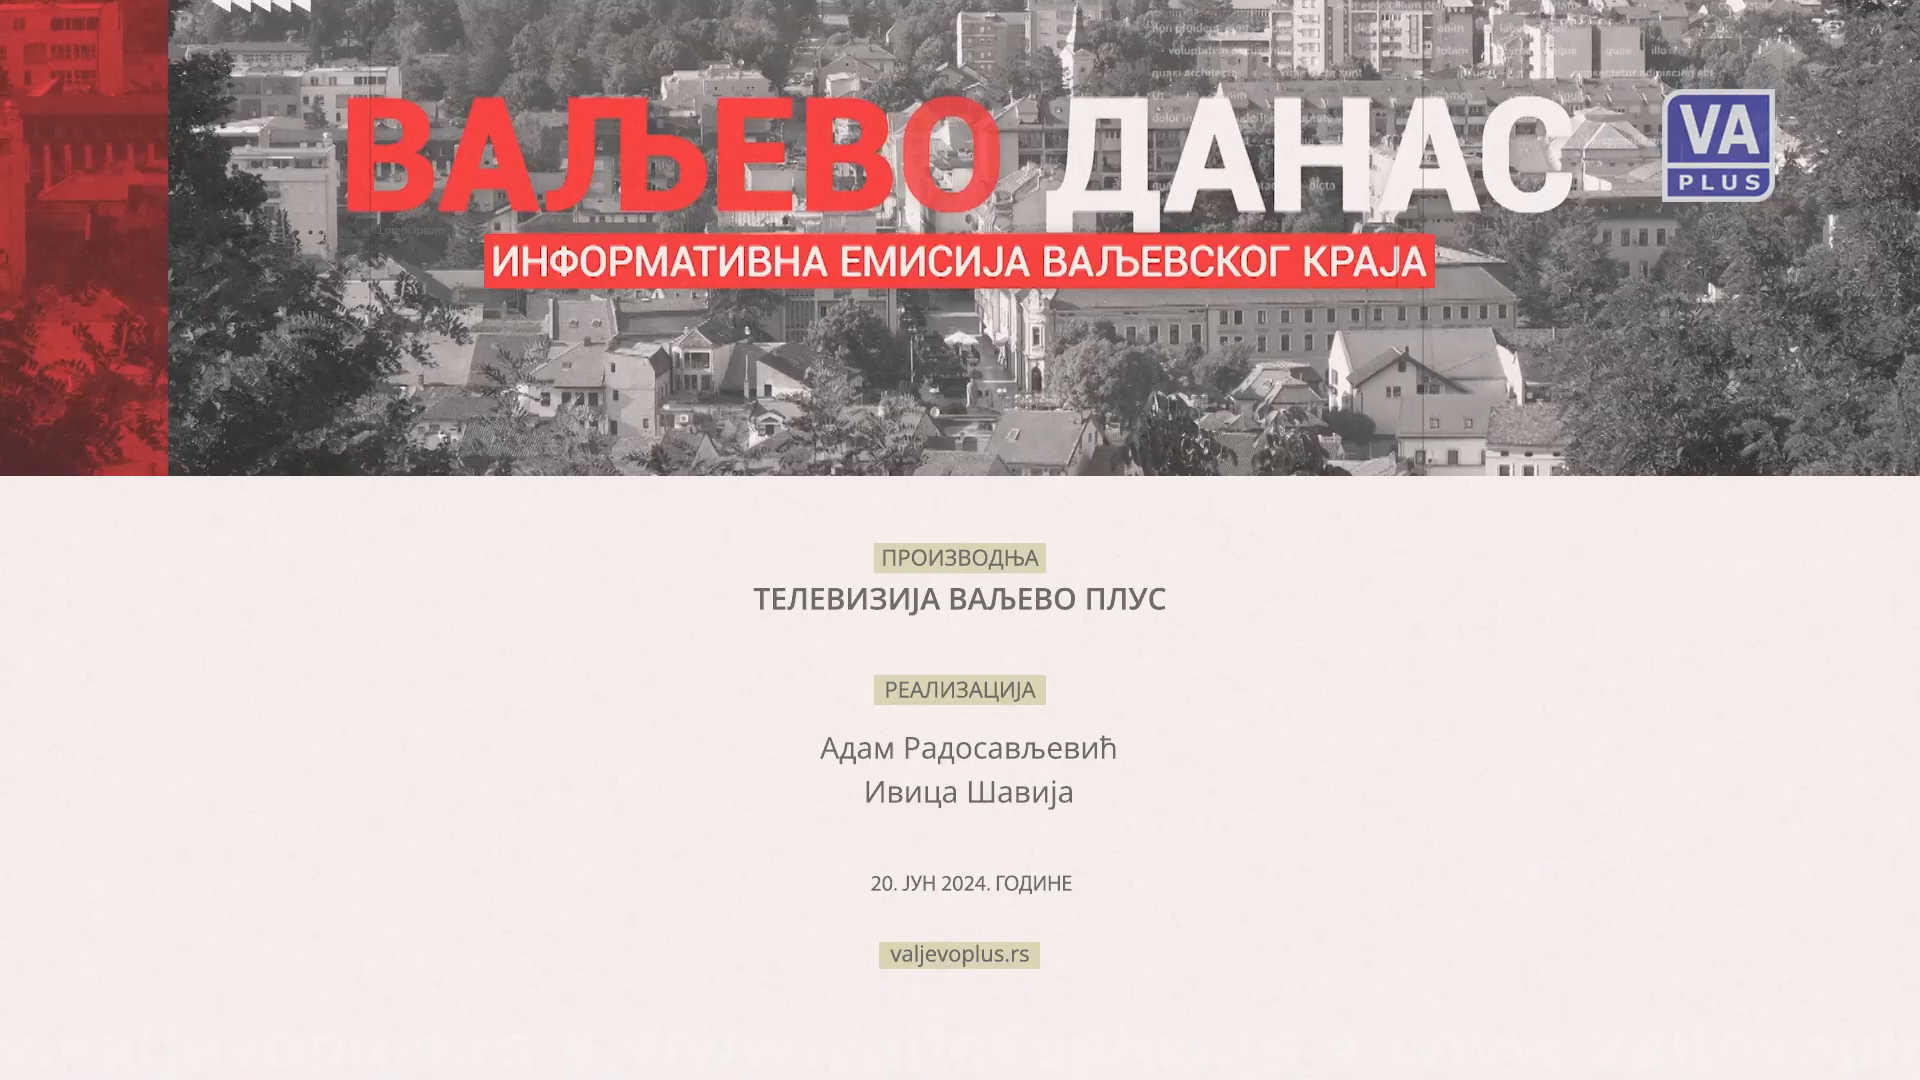 ВАЉЕВО ДАНАС
VA
PLUS
ИНФОРМАТИВНА ЕМИСИЈА ВАЉЕВСКОГ КРАЈА
ПРОИЗВОДЊА
ТЕЛЕВИЗИЈА ВАЉЕВО ПЛУС
РЕАЛИЗАЦИЈА
Адам Радосављевић
Ивица Шавија
20. ЈУН 2024. ГОДИНЕ
valjevoplus.rs